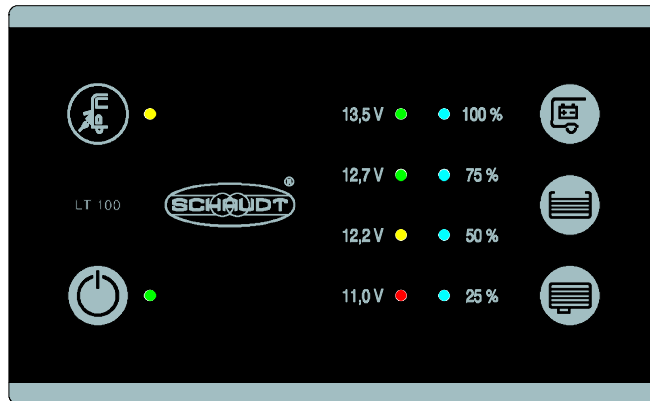 13,5 V 100 %
12,7 V 75 %
LT 100 SCHAUDT ®
12,2 V 50 %
11,0 V 25 %